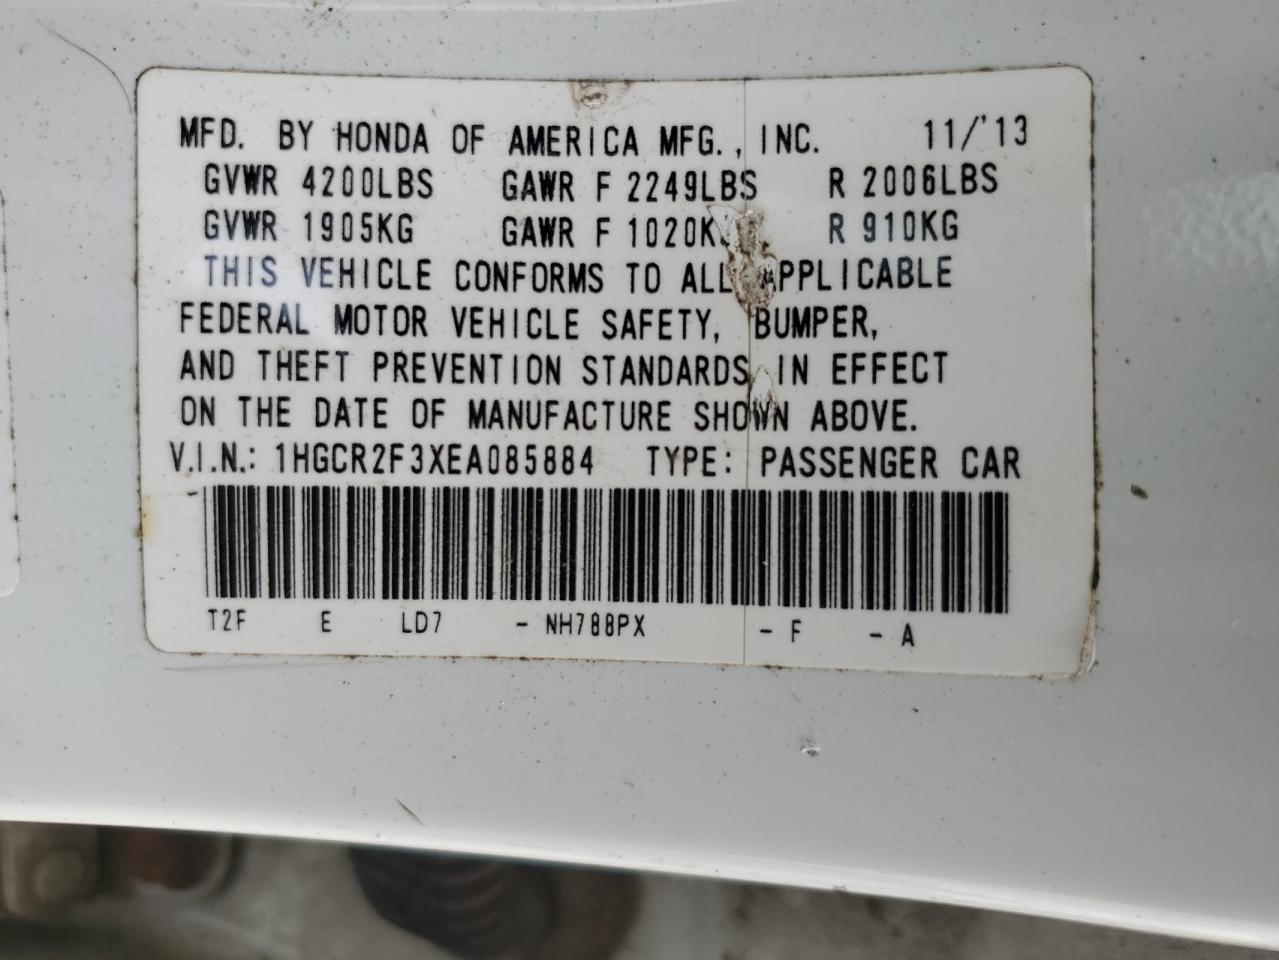 MFD. BY HONDA OF AMERICA MFG., INC. 11/'13
GVWR 4200LBS GAWR F 2249LBS R 2006LBS
GVWR 1905KG GAWR F 1020KG R 910KG
THIS VEHICLE CONFORMS TO ALL APPLICABLE
FEDERAL MOTOR VEHICLE SAFETY, BUMPER,
AND THEFT PREVENTION STANDARDS IN EFFECT
ON THE DATE OF MANUFACTURE SHOWN ABOVE.
V.I.N.: 1HGCR2F3XEA085884 TYPE: PASSENGER CAR
T2F E LD7 - NH788PX - F - A